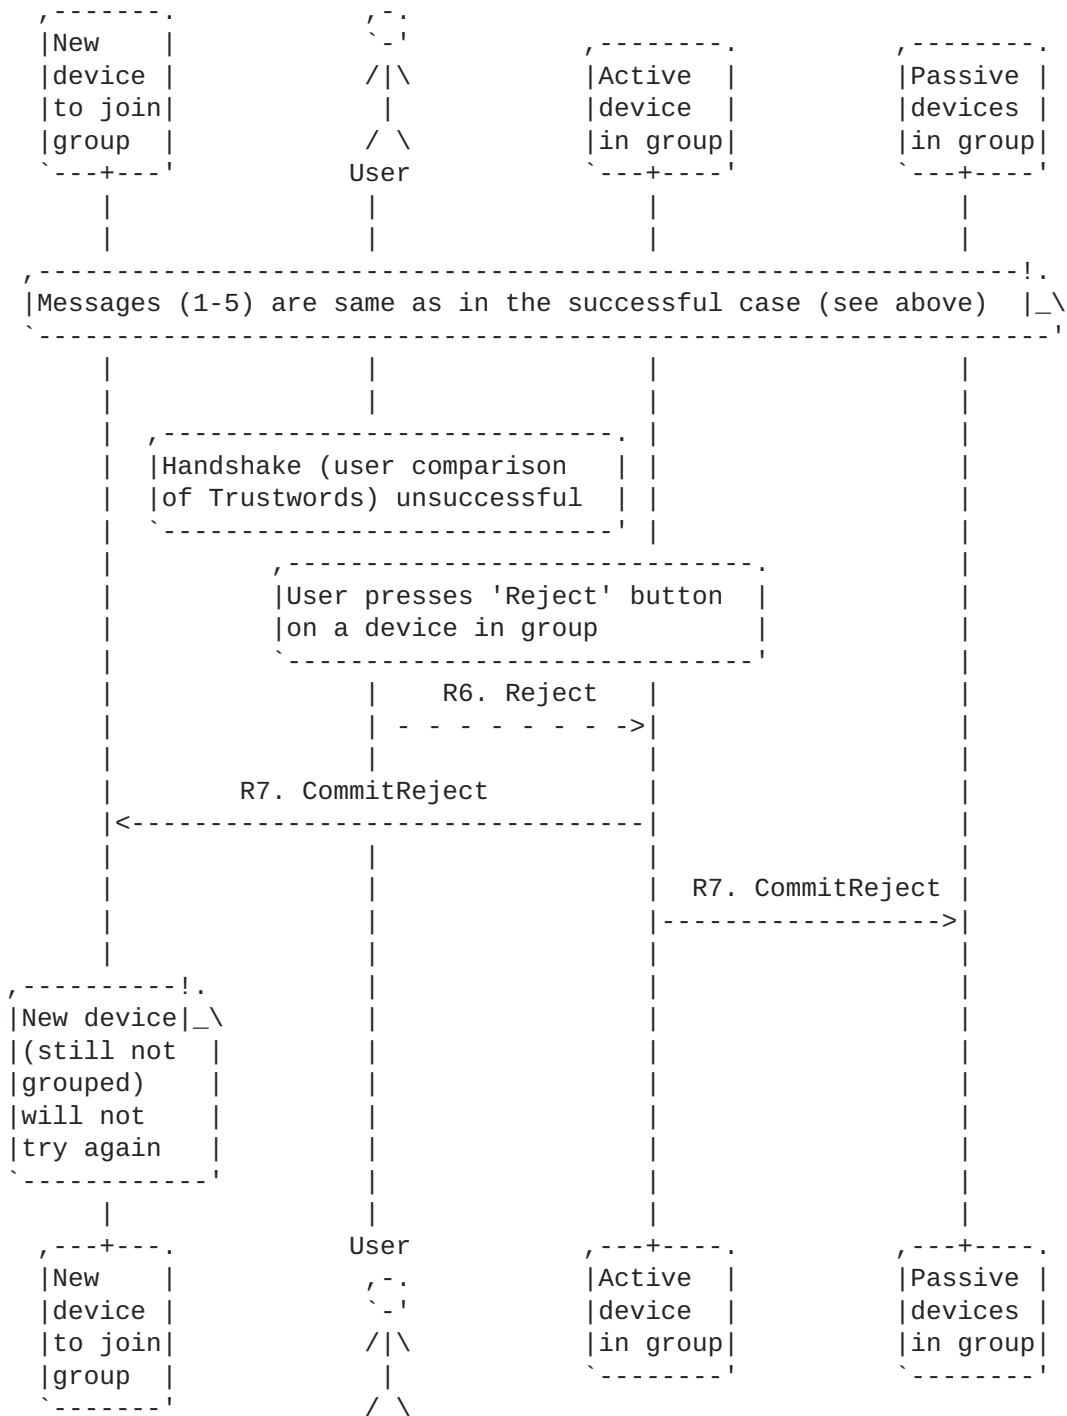 New
device
to join
group
User
Active
device
in group
Passive
devices
in group
Messages (1-5) are same as in the successful case (see above)
Handshake (user comparison
of Trustwords) unsuccessful
User presses 'Reject' button
on a device in group
R6. Reject
R7. CommitReject
R7. CommitReject
New device
(still not
grouped)
will not
try again
New
device
to join
group
User
Active
device
in group
Passive
devices
in group